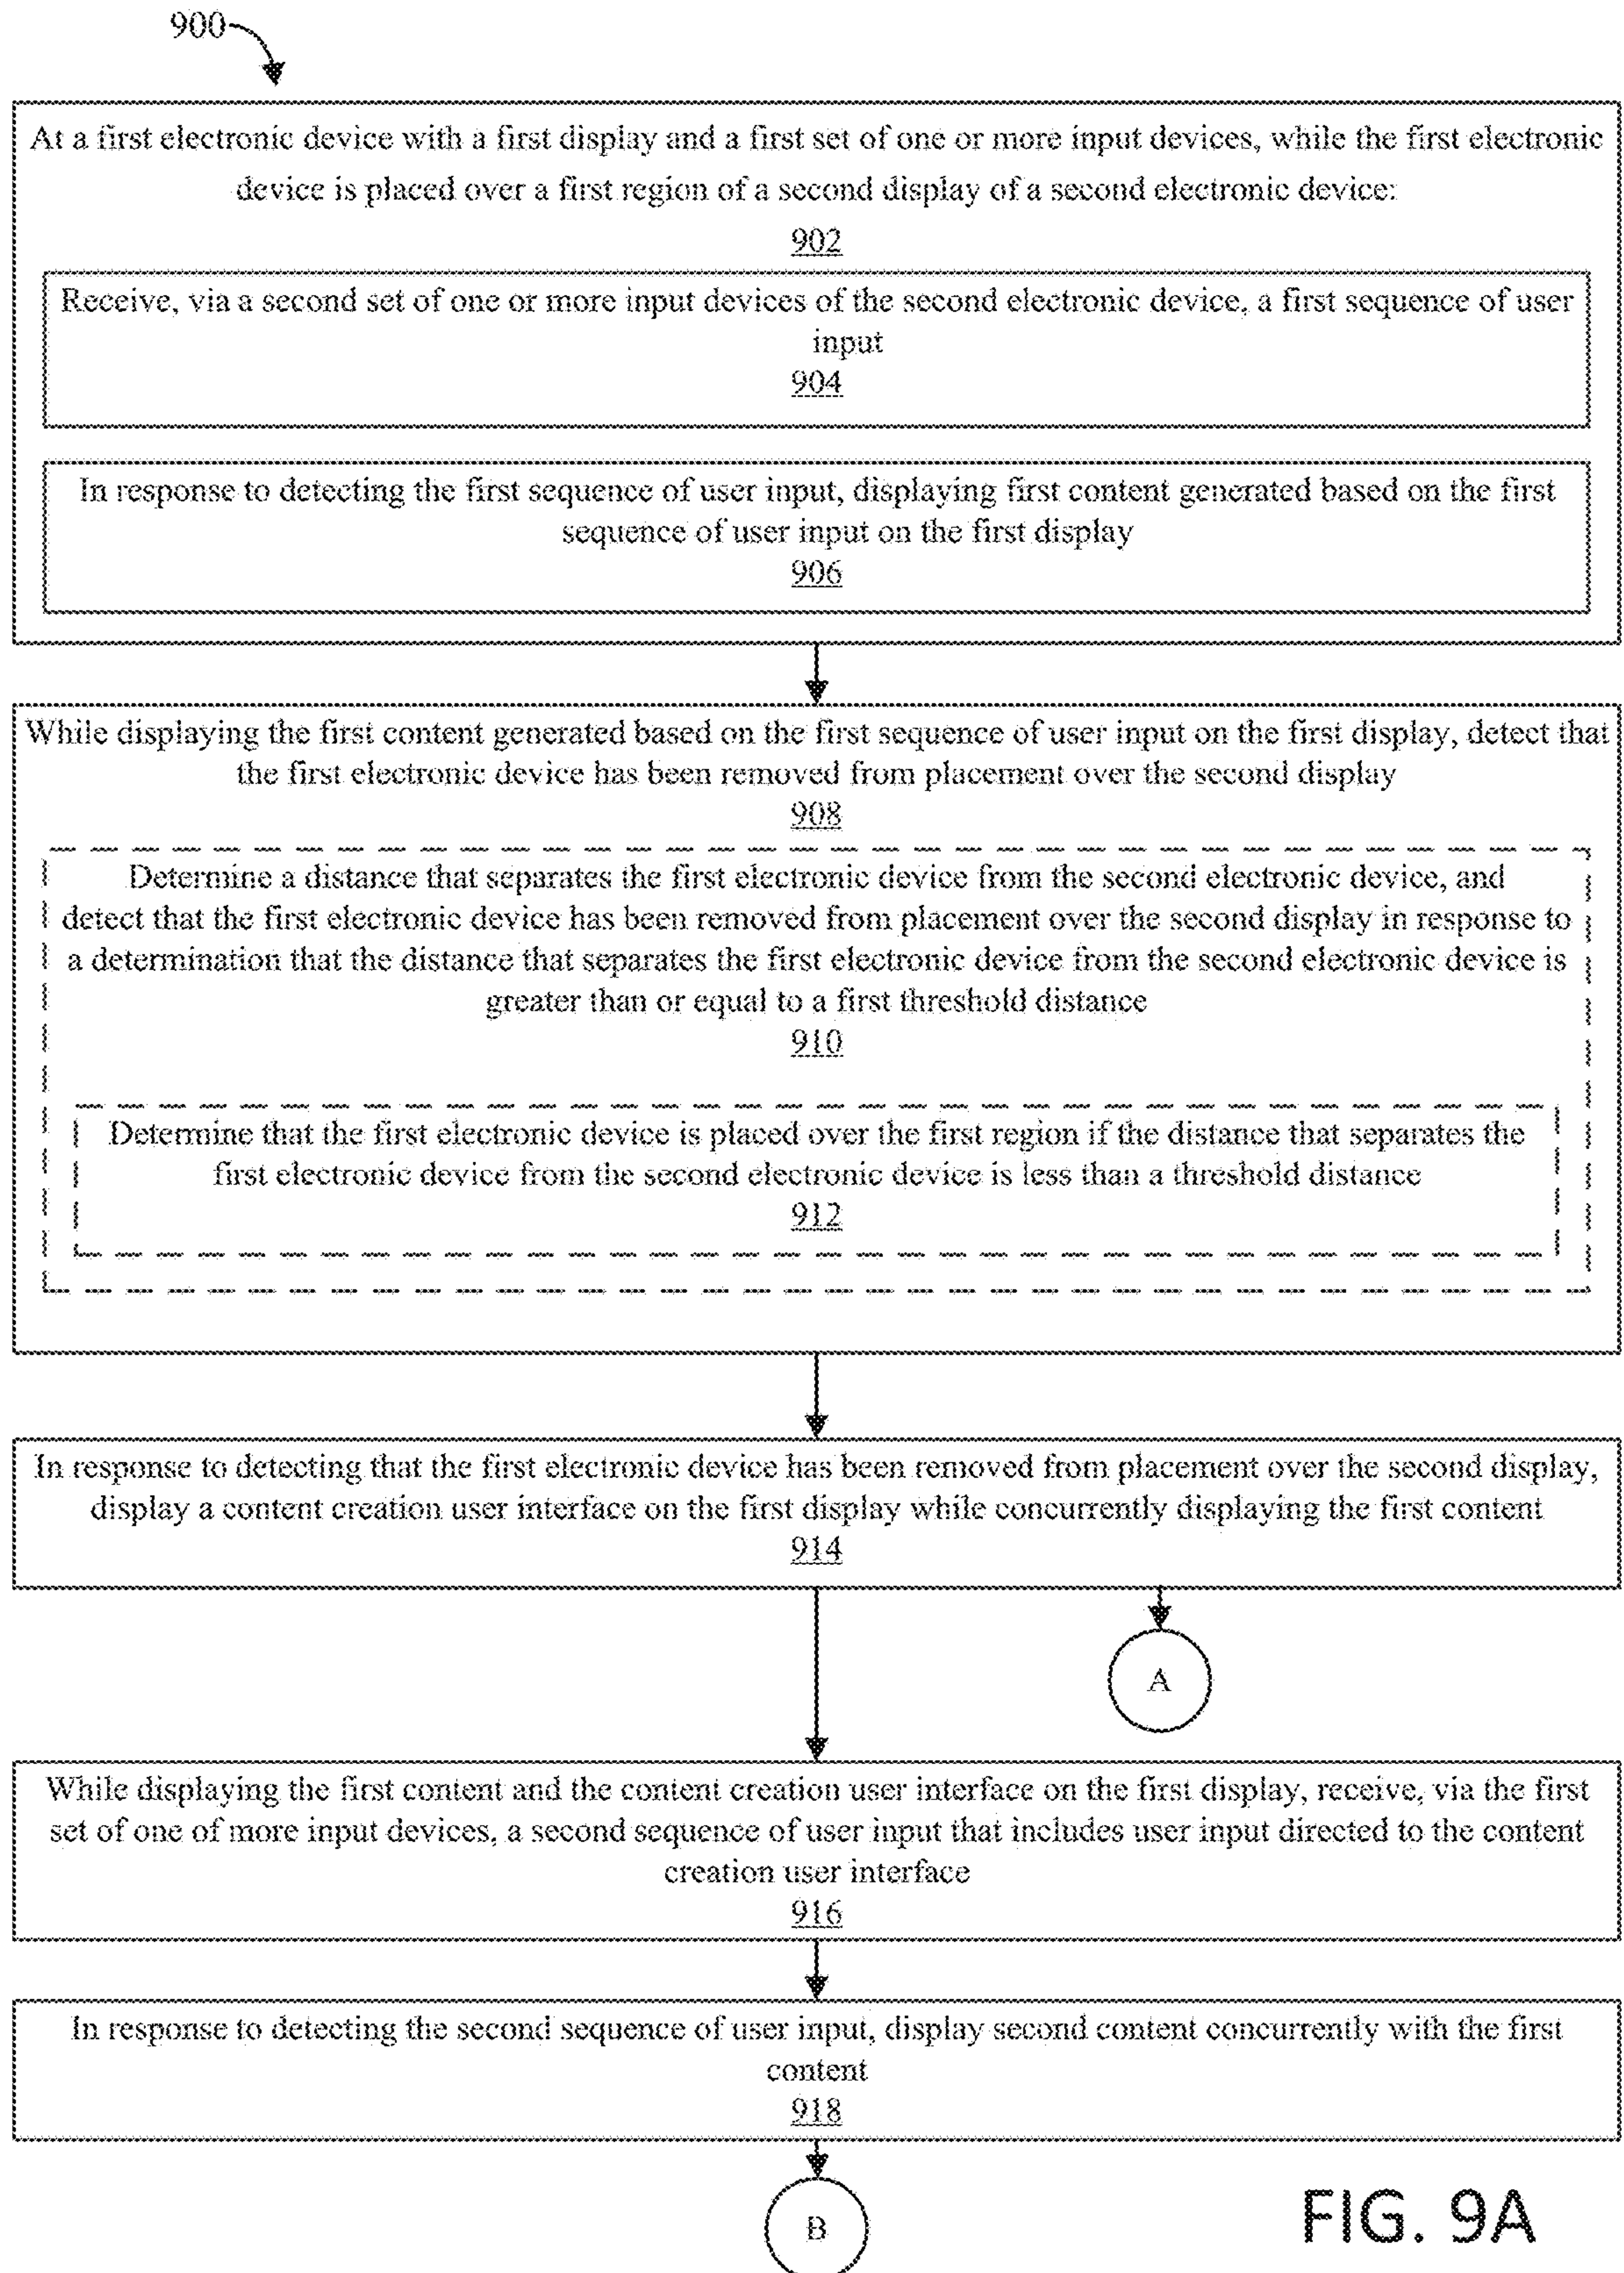 900
At a first electronic device with a first display and a first set of one or more input devices, while the first electronic
device is placed over a first region of a second display of a second electronic device:
902
Receive, via a second set of one or more input devices of the second electronic device, a first sequence of user
input
904
In response to detecting the first sequence of user input, displaying first content generated based on the first
sequence of user input on the first display
906
While displaying the first content generated based on the first sequence of user input on the first display, detect that
the first electronic device has been removed from placement over the second display
908
Determine a distance that separates the first electronic device from the second electronic device, and
detect that the first electronic device has been removed from placement over the second display in response to
a determination that the distance that separates the first electronic device from the second electronic device is
greater than or equal to a first threshold distance
910
Determine that the first electronic device is placed over the first region if the distance that separates the
first electronic device from the second electronic device is less than a threshold distance
912
In response to detecting that the first electronic device has been removed from placement over the second display,
display a content creation user interface on the first display while concurrently displaying the first content
914
A
While displaying the first content and the content creation user interface on the first display, receive, via the first
set of one of more input devices, a second sequence of user input that includes user input directed to the content
creation user interface
916
In response to detecting the second sequence of user input, display second content concurrently with the first
content
918
B
FIG. 9A